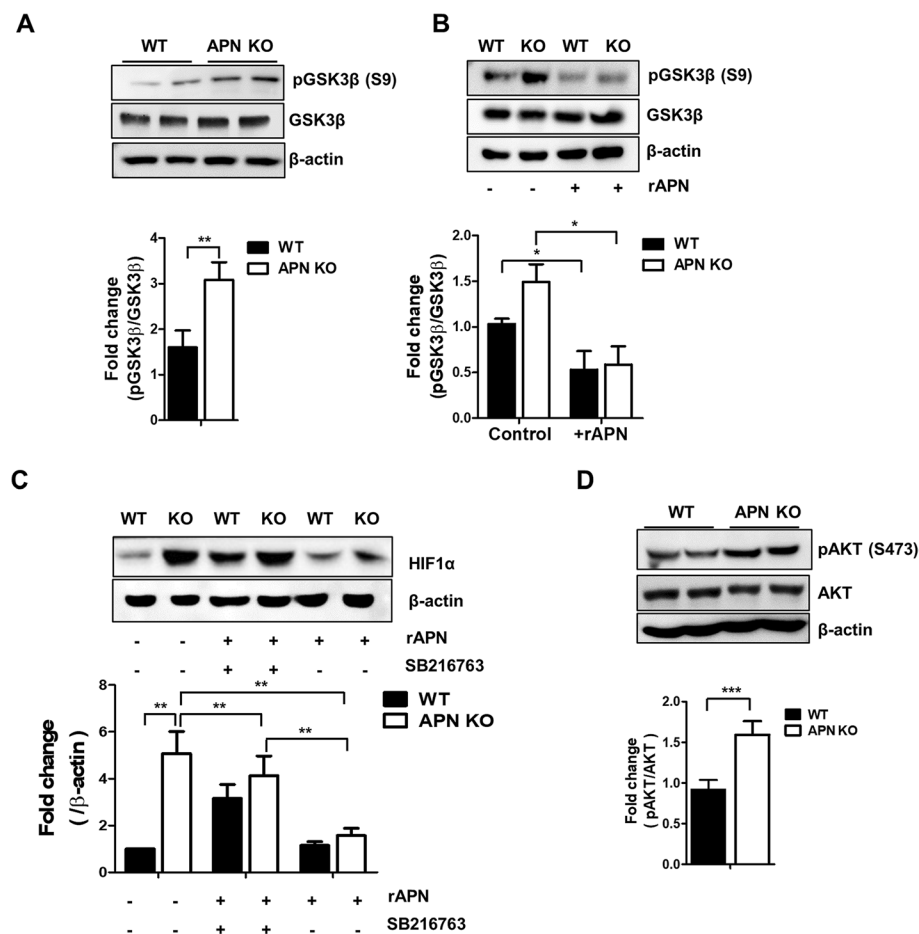 A
WT APN KO
pGSK3β (S9)
GSK3β
β-actin
**
WT
APN KO
Fold change
(pGSK3β/GSK3β)
4
3
2
1
0
B
WT KO WT KO
pGSK3β (S9)
GSK3β
β-actin
- - + + rAPN
*
*
WT
APN KO
Fold change
(pGSK3β/GSK3β)
2.0
1.5
1.0
0.5
0.0
Control +rAPN
C
WT KO WT KO WT KO
HIF1α
β-actin
- - + + + + rAPN
- - + + - - SB216763
**
** ** **
WT
APN KO
Fold change
( /β-actin)
8
6
4
2
0
- - + + + + rAPN
- - + + - - SB216763
D
WT APN KO
pAKT (S473)
AKT
β-actin
***
WT
APN KO
Fold change
( pAKT/AKT)
2.0
1.5
1.0
0.5
0.0